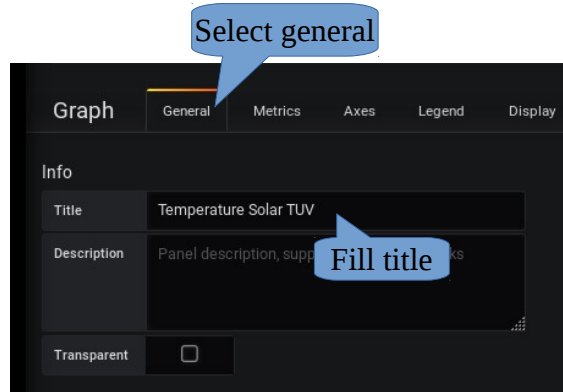 Select general
Graph General Metrics Axes Legend Display
Info
Title Temperature Solar TUV
Description Panel description, supp ks
Fill title
Transparent